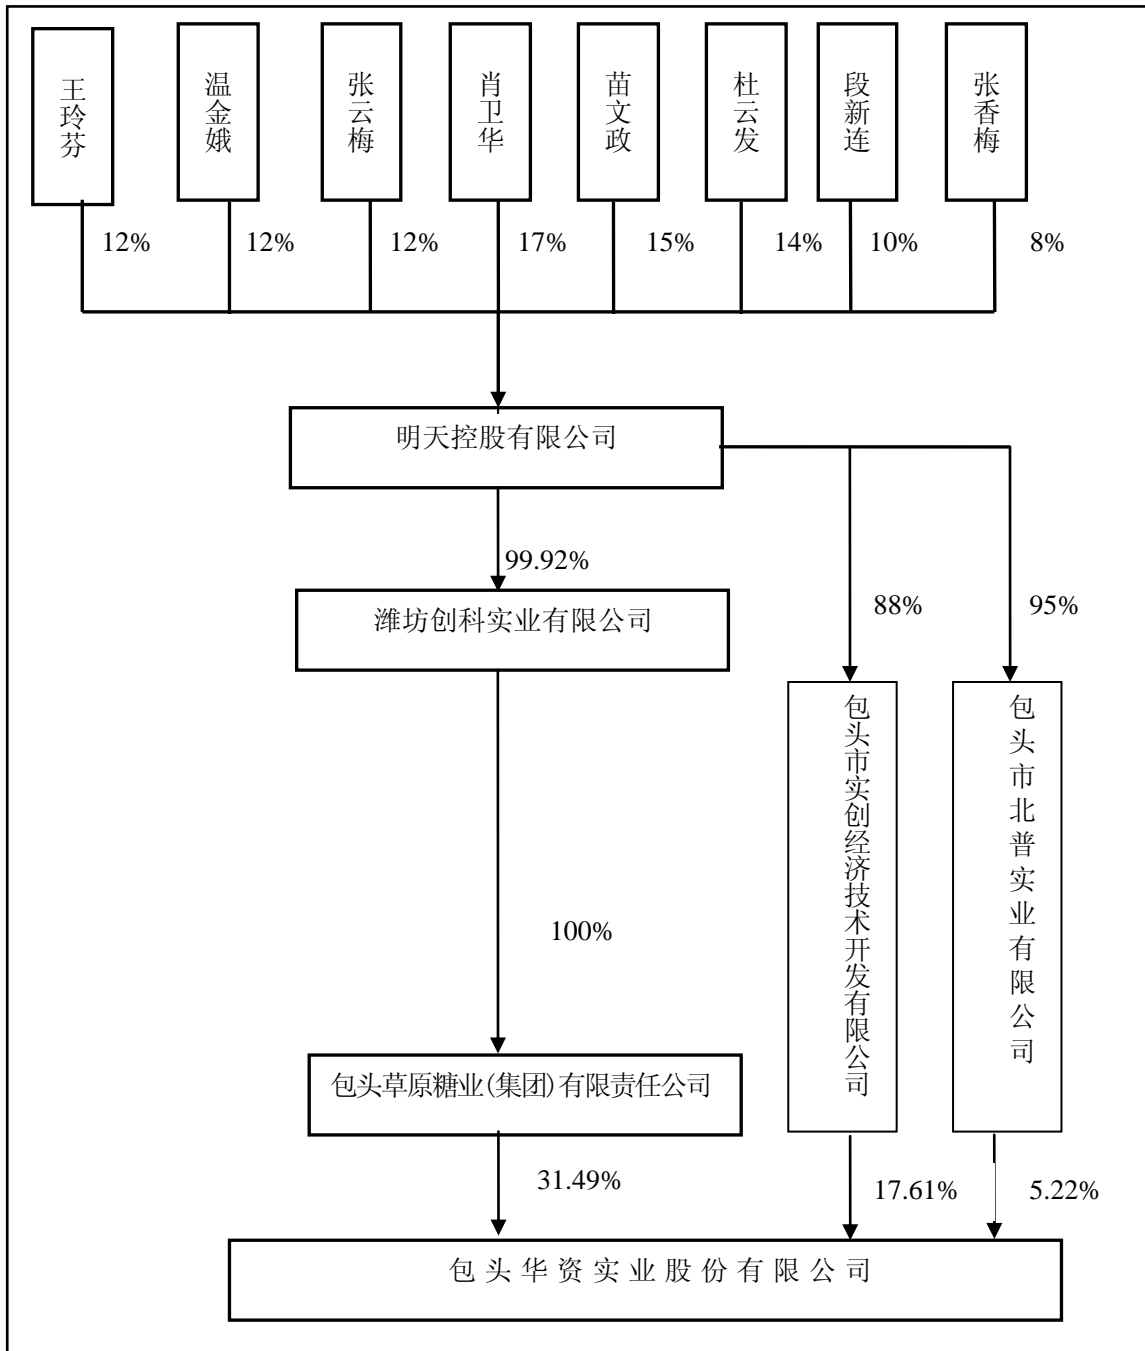 王玲芬
温金娥
张云梅
肖卫华
苗文政
杜云发
段新连
张香梅
12%
12%
12%
17%
15%
14%
10%
8%
明天控股有限公司
99.92%
88%
95%
潍坊创科实业有限公司
包头市实创经济技术开发有限公司
包头市北普实业有限公司
100%
包头草原糖业(集团)有限责任公司
31.49%
17.61%
5.22%
包头华资实业股份有限公司